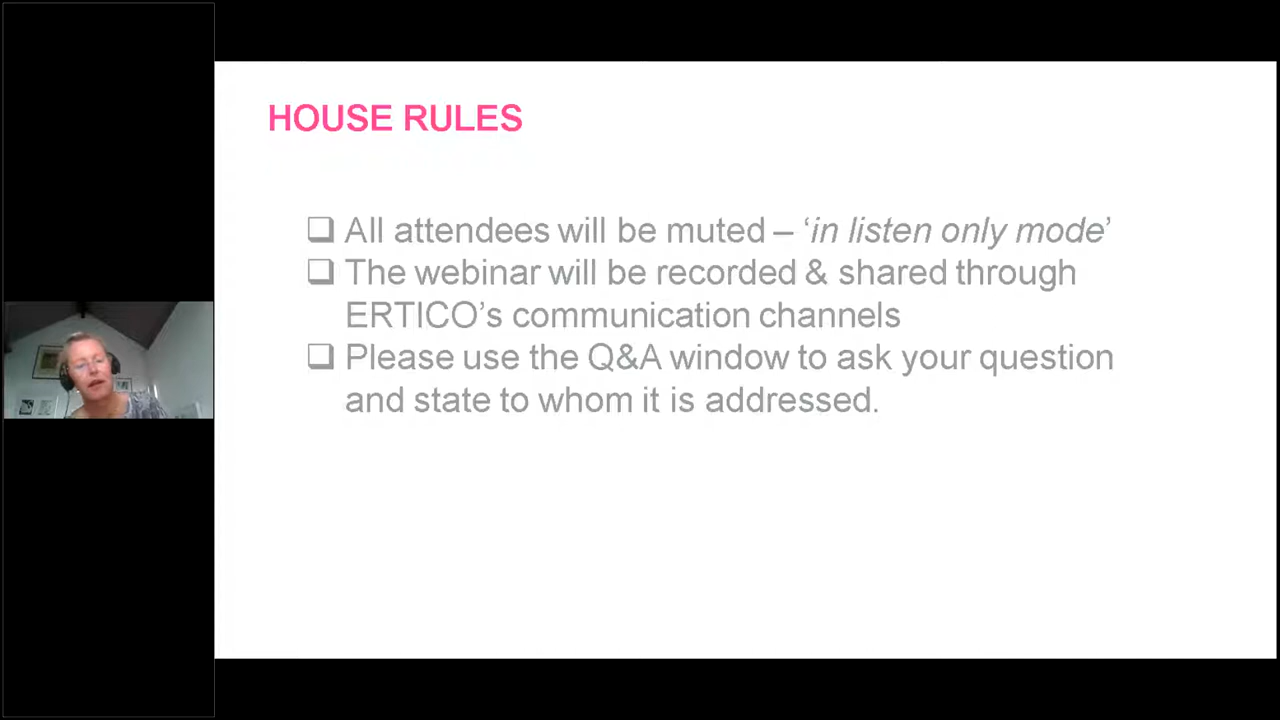 HOUSE RULES
❑ All attendees will be muted – ‘in listen only mode’
❑ The webinar will be recorded & shared through
ERTICO’s communication channels
❑ Please use the Q&A window to ask your question
and state to whom it is addressed.